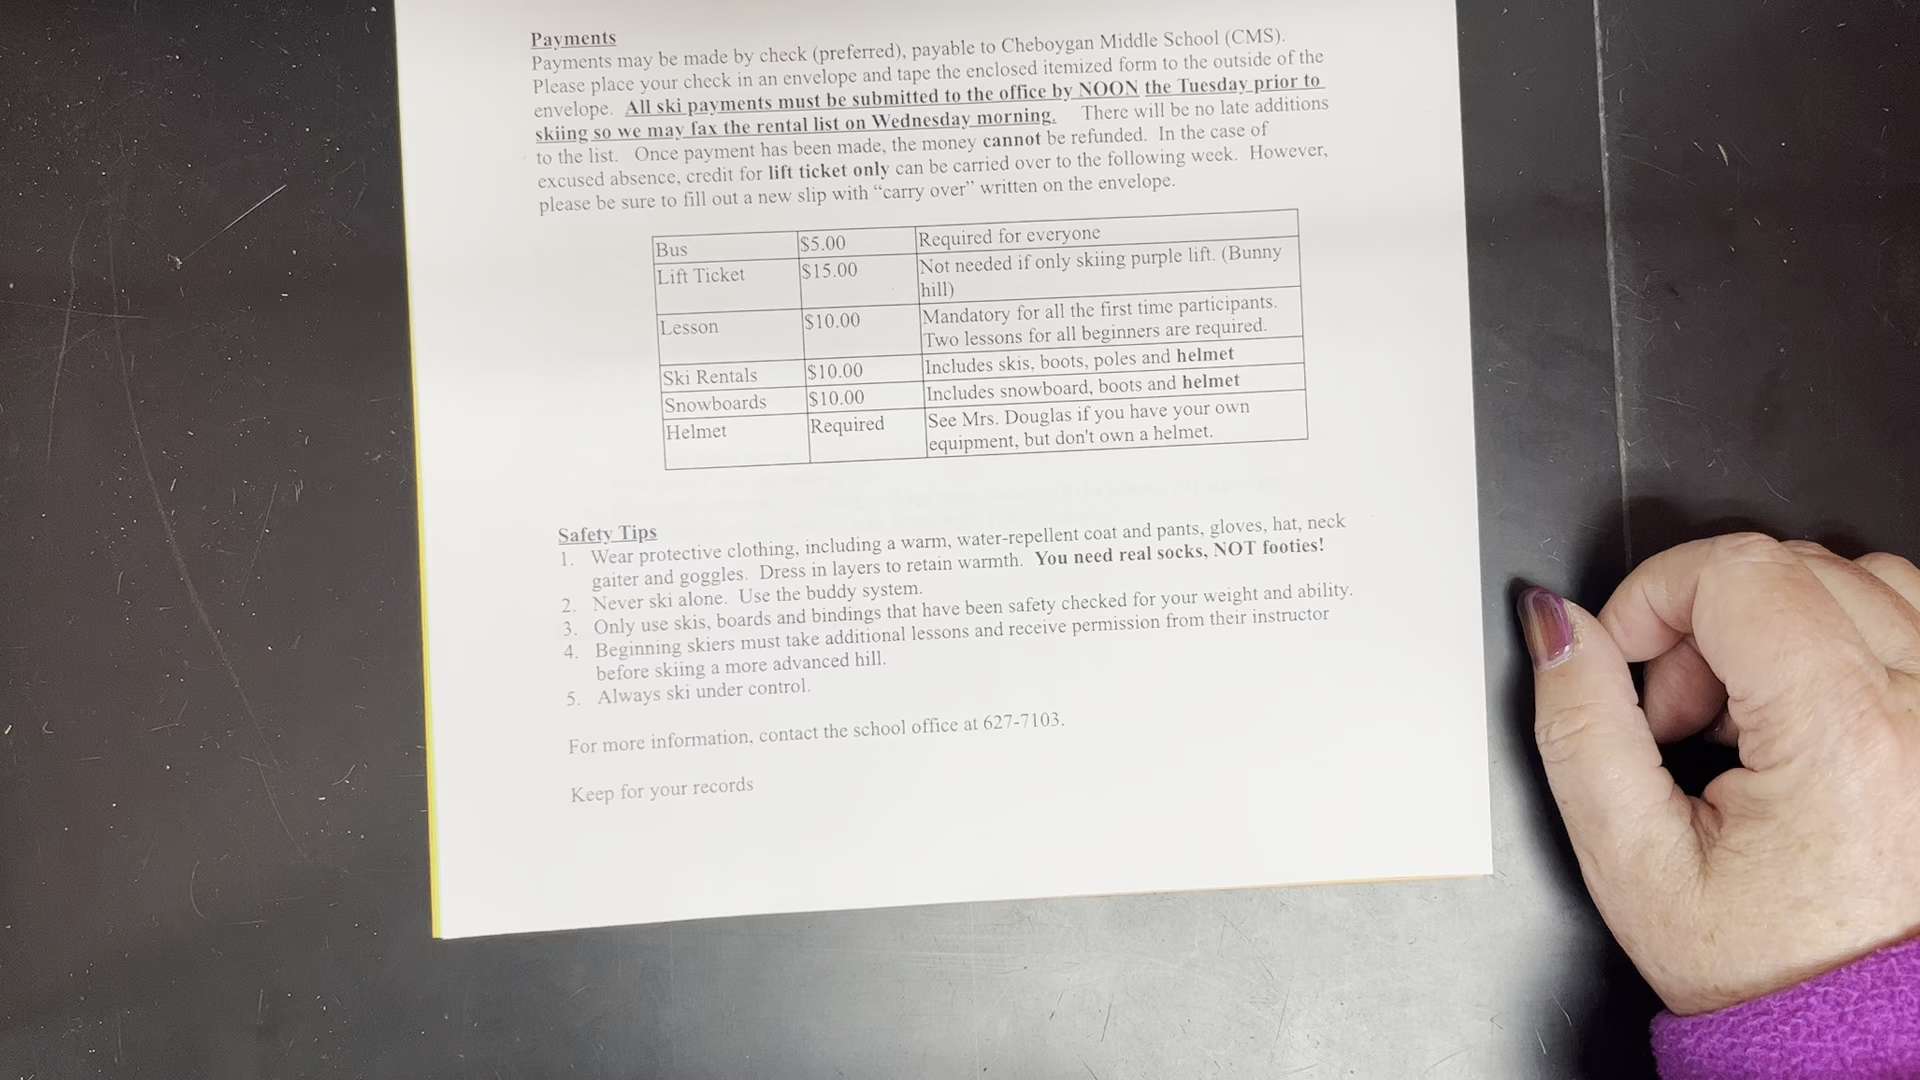 Payments
Payments may be made by check (preferred), payable to Cheboygan Middle School (CMS).
Please place your check in an envelope and tape the enclosed itemized form to the outside of the
envelope. All ski payments must be submitted to the office by NOON the Tuesday prior to
skiing so we may fax the rental list on Wednesday morning. There will be no late additions
to the list. Once payment has been made, the money cannot be refunded. In the case of
excused absence, credit for lift ticket only can be carried over to the following week. However,
please be sure to fill out a new slip with “carry over” written on the envelope.
Bus $5.00 Required for everyone
Lift Ticket $15.00 Not needed if only skiing purple lift. (Bunny
hill)
Lesson $10.00 Mandatory for all the first time participants.
Two lessons for all beginners are required.
Ski Rentals $10.00 Includes skis, boots, poles and helmet
Snowboards $10.00 Includes snowboard, boots and helmet
Helmet Required See Mrs. Douglas if you have your own
equipment, but don't own a helmet.
Safety Tips
1. Wear protective clothing, including a warm, water-repellent coat and pants, gloves, hat, neck
gaiter and goggles. Dress in layers to retain warmth. You need real socks, NOT footies!
2. Never ski alone. Use the buddy system.
3. Only use skis, boards and bindings that have been safety checked for your weight and ability.
4. Beginning skiers must take additional lessons and receive permission from their instructor
before skiing a more advanced hill.
5. Always ski under control.
For more information, contact the school office at 627-7103.
Keep for your records